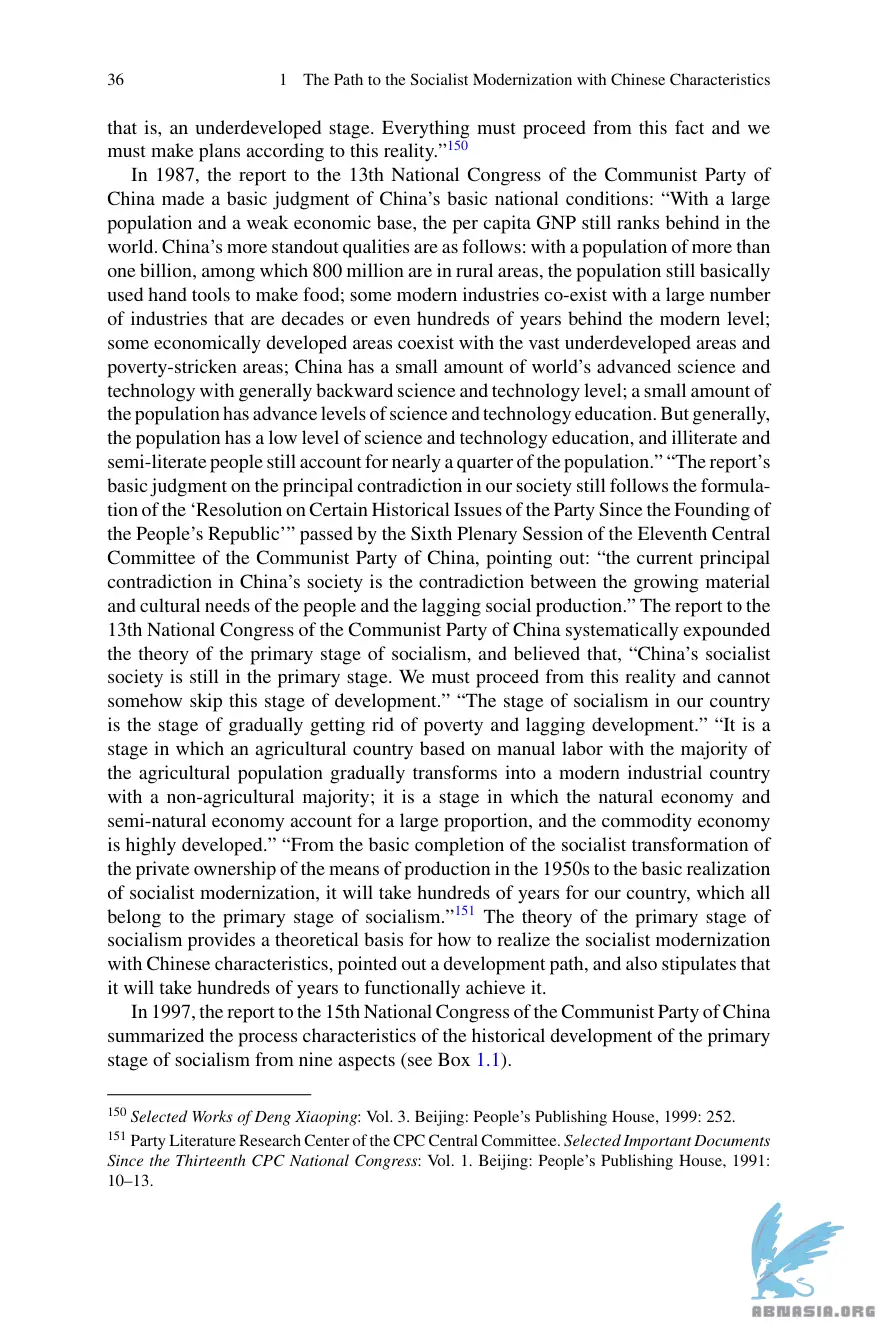 36 1 The Path to the Socialist Modernization with Chinese Characteristics
that is, an underdeveloped stage. Everything must proceed from this fact and we
must make plans according to this reality.”150
In 1987, the report to the 13th National Congress of the Communist Party of
China made a basic judgment of China’s basic national conditions: “With a large
population and a weak economic base, the per capita GNP still ranks behind in the
world. China’s more standout qualities are as follows: with a population of more than
one billion, among which 800 million are in rural areas, the population still basically
used hand tools to make food; some modern industries co-exist with a large number
of industries that are decades or even hundreds of years behind the modern level;
some economically developed areas coexist with the vast underdeveloped areas and
poverty-stricken areas; China has a small amount of world’s advanced science and
technology with generally backward science and technology level; a small amount of
the population has advance levels of science and technology education. But generally,
the population has a low level of science and technology education, and illiterate and
semi-literate people still account for nearly a quarter of the population.” “The report’s
basic judgment on the principal contradiction in our society still follows the formula-
tion of the ‘Resolution on Certain Historical Issues of the Party Since the Founding of
the People’s Republic’” passed by the Sixth Plenary Session of the Eleventh Central
Committee of the Communist Party of China, pointing out: “the current principal
contradiction in China’s society is the contradiction between the growing material
and cultural needs of the people and the lagging social production.” The report to the
13th National Congress of the Communist Party of China systematically expounded
the theory of the primary stage of socialism, and believed that, “China’s socialist
society is still in the primary stage. We must proceed from this reality and cannot
somehow skip this stage of development.” “The stage of socialism in our country
is the stage of gradually getting rid of poverty and lagging development.” “It is a
stage in which an agricultural country based on manual labor with the majority of
the agricultural population gradually transforms into a modern industrial country
with a non-agricultural majority; it is a stage in which the natural economy and
semi-natural economy account for a large proportion, and the commodity economy
is highly developed.” “From the basic completion of the socialist transformation of
the private ownership of the means of production in the 1950s to the basic realization
of socialist modernization, it will take hundreds of years for our country, which all
belong to the primary stage of socialism.”151 The theory of the primary stage of
socialism provides a theoretical basis for how to realize the socialist modernization
with Chinese characteristics, pointed out a development path, and also stipulates that
it will take hundreds of years to functionally achieve it.
In 1997, the report to the 15th National Congress of the Communist Party of China
summarized the process characteristics of the historical development of the primary
stage of socialism from nine aspects (see Box 1.1).
150 Selected Works of Deng Xiaoping: Vol. 3. Beijing: People’s Publishing House, 1999: 252.
151 Party Literature Research Center of the CPC Central Committee. Selected Important Documents
Since the Thirteenth CPC National Congress: Vol. 1. Beijing: People’s Publishing House, 1991:
10–13.
ABNASIA.ORG